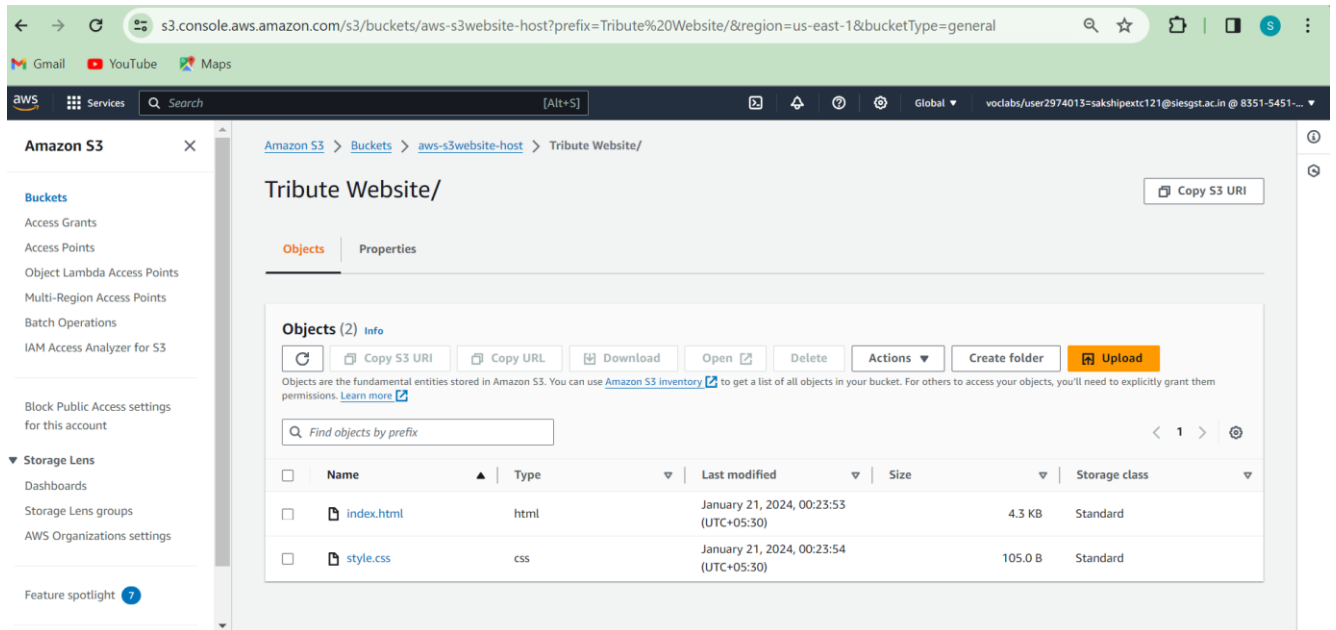 s3.console.aws.amazon.com/s3/buckets/aws-s3website-host?prefix=Tribute%20Website/&region=us-east-1&bucketType=general
S
Gmail YouTube Maps
aws Services Search [Alt+S] Global voclabs/user2974013=sakshipextc121@siesgst.ac.in @ 8351-5451-...
Amazon S3
Buckets
Access Grants
Access Points
Object Lambda Access Points
Multi-Region Access Points
Batch Operations
IAM Access Analyzer for S3
Block Public Access settings
for this account
Storage Lens
Dashboards
Storage Lens groups
AWS Organizations settings
Feature spotlight 7
Amazon S3 > Buckets > aws-s3website-host > Tribute Website/
Tribute Website/
Copy S3 URI
Objects Properties
Objects (2) Info
Copy S3 URI Copy URL Download Open Delete Actions Create folder Upload
Objects are the fundamental entities stored in Amazon S3. You can use Amazon S3 inventory to get a list of all objects in your bucket. For others to access your objects, you'll need to explicitly grant them
permissions. Learn more
Find objects by prefix
1
Name Type Last modified Size Storage class
index.html html January 21, 2024, 00:23:53 (UTC+05:30) 4.3 KB Standard
style.css css January 21, 2024, 00:23:54 (UTC+05:30) 105.0 B Standard